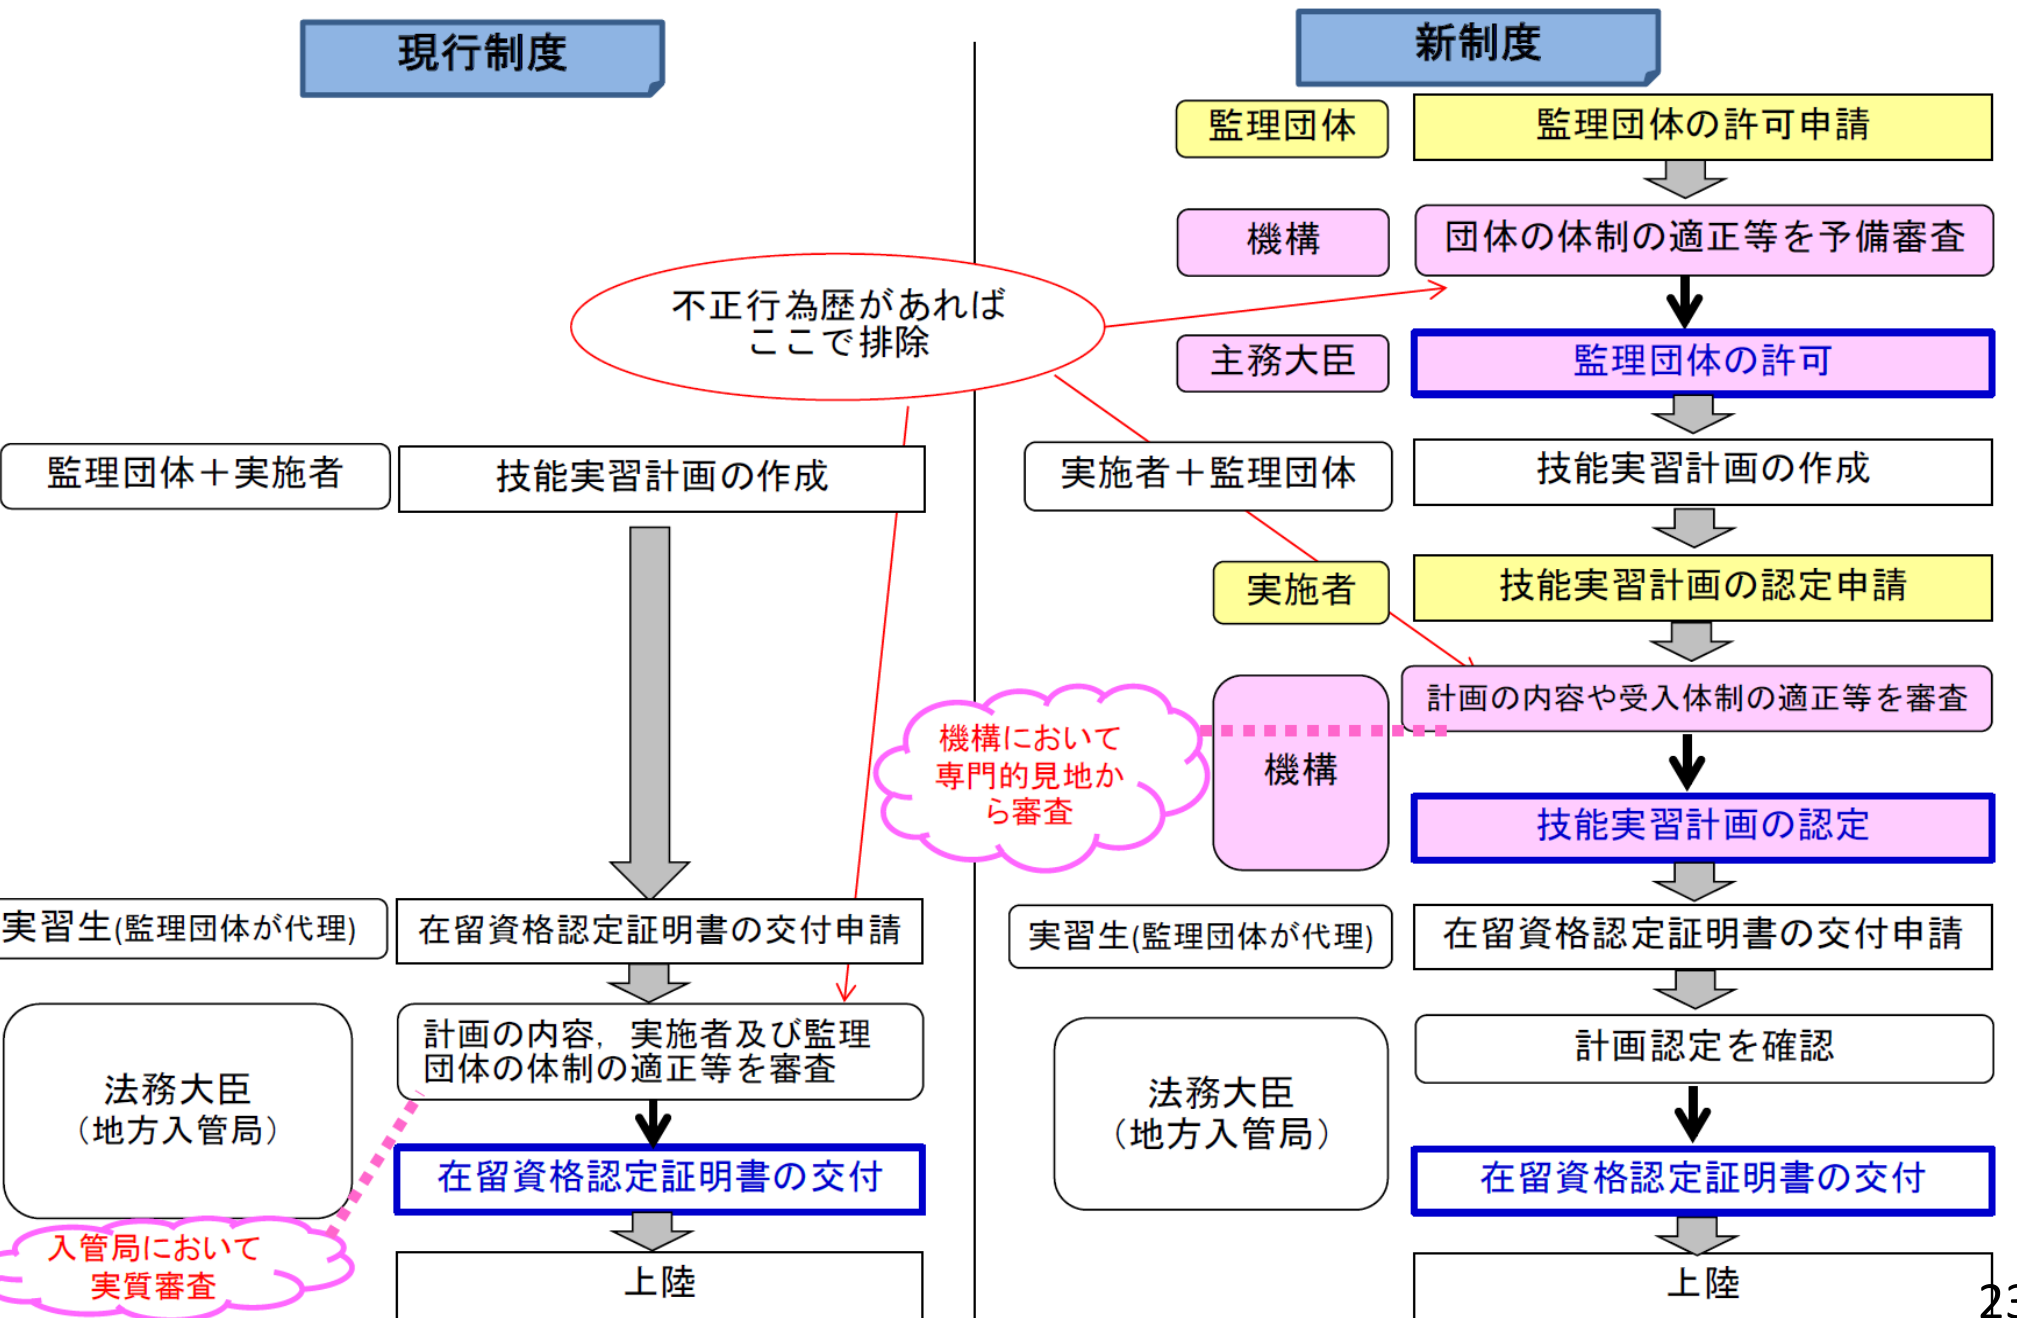 現行制度
新制度
監理団体
監理団体の許可申請
機構
団体の体制の適正等を予備審査
不正行為歴があれば
ここで排除
主務大臣
監理団体の許可
監理団体＋実施者
技能実習計画の作成
実施者＋監理団体
技能実習計画の作成
実施者
技能実習計画の認定申請
計画の内容や受入体制の適正等を審査
機構において
専門的見地か
ら審査
機構
技能実習計画の認定
実習生(監理団体が代理)
在留資格認定証明書の交付申請
実習生(監理団体が代理)
在留資格認定証明書の交付申請
計画の内容，実施者及び監理
団体の体制の適正等を審査
計画認定を確認
法務大臣
（地方入管局）
法務大臣
（地方入管局）
在留資格認定証明書の交付
在留資格認定証明書の交付
入管局において
実質審査
上陸
上陸
23